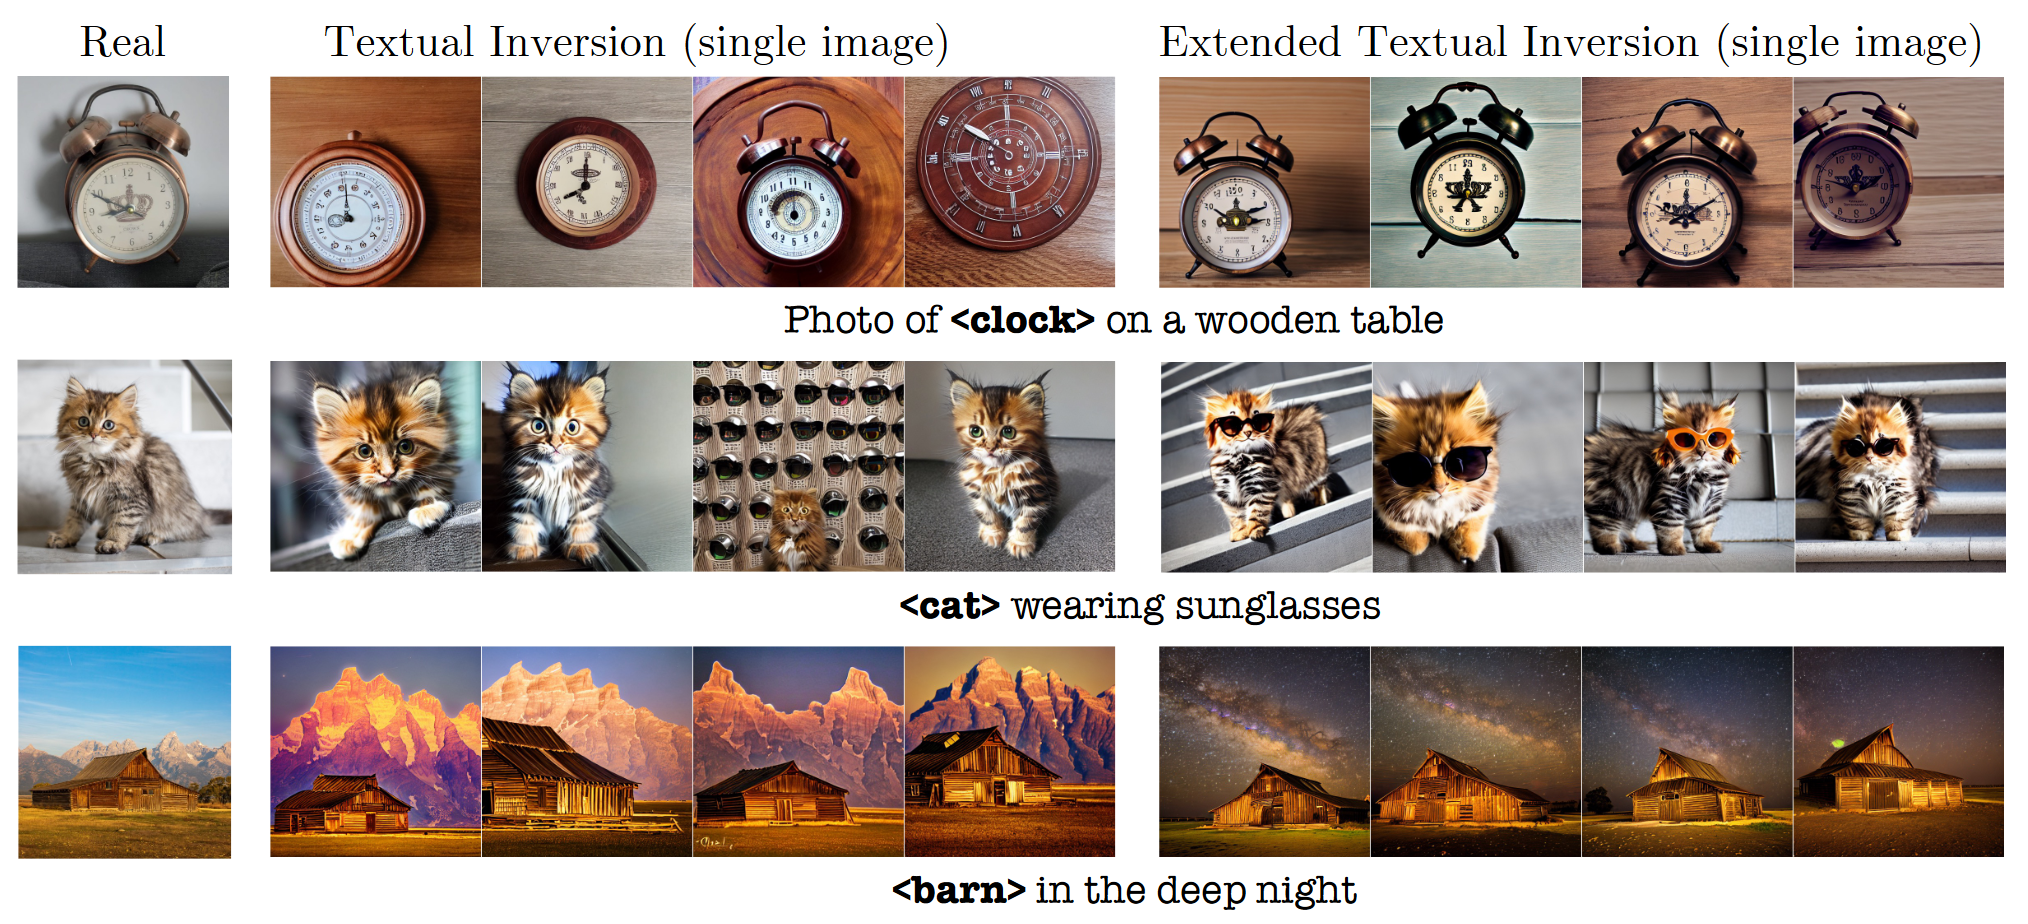 Real
Textual Inversion (single image)
Extended Textual Inversion (single image)
Photo of <clock> on a wooden table
<cat> wearing sunglasses
<barn> in the deep night